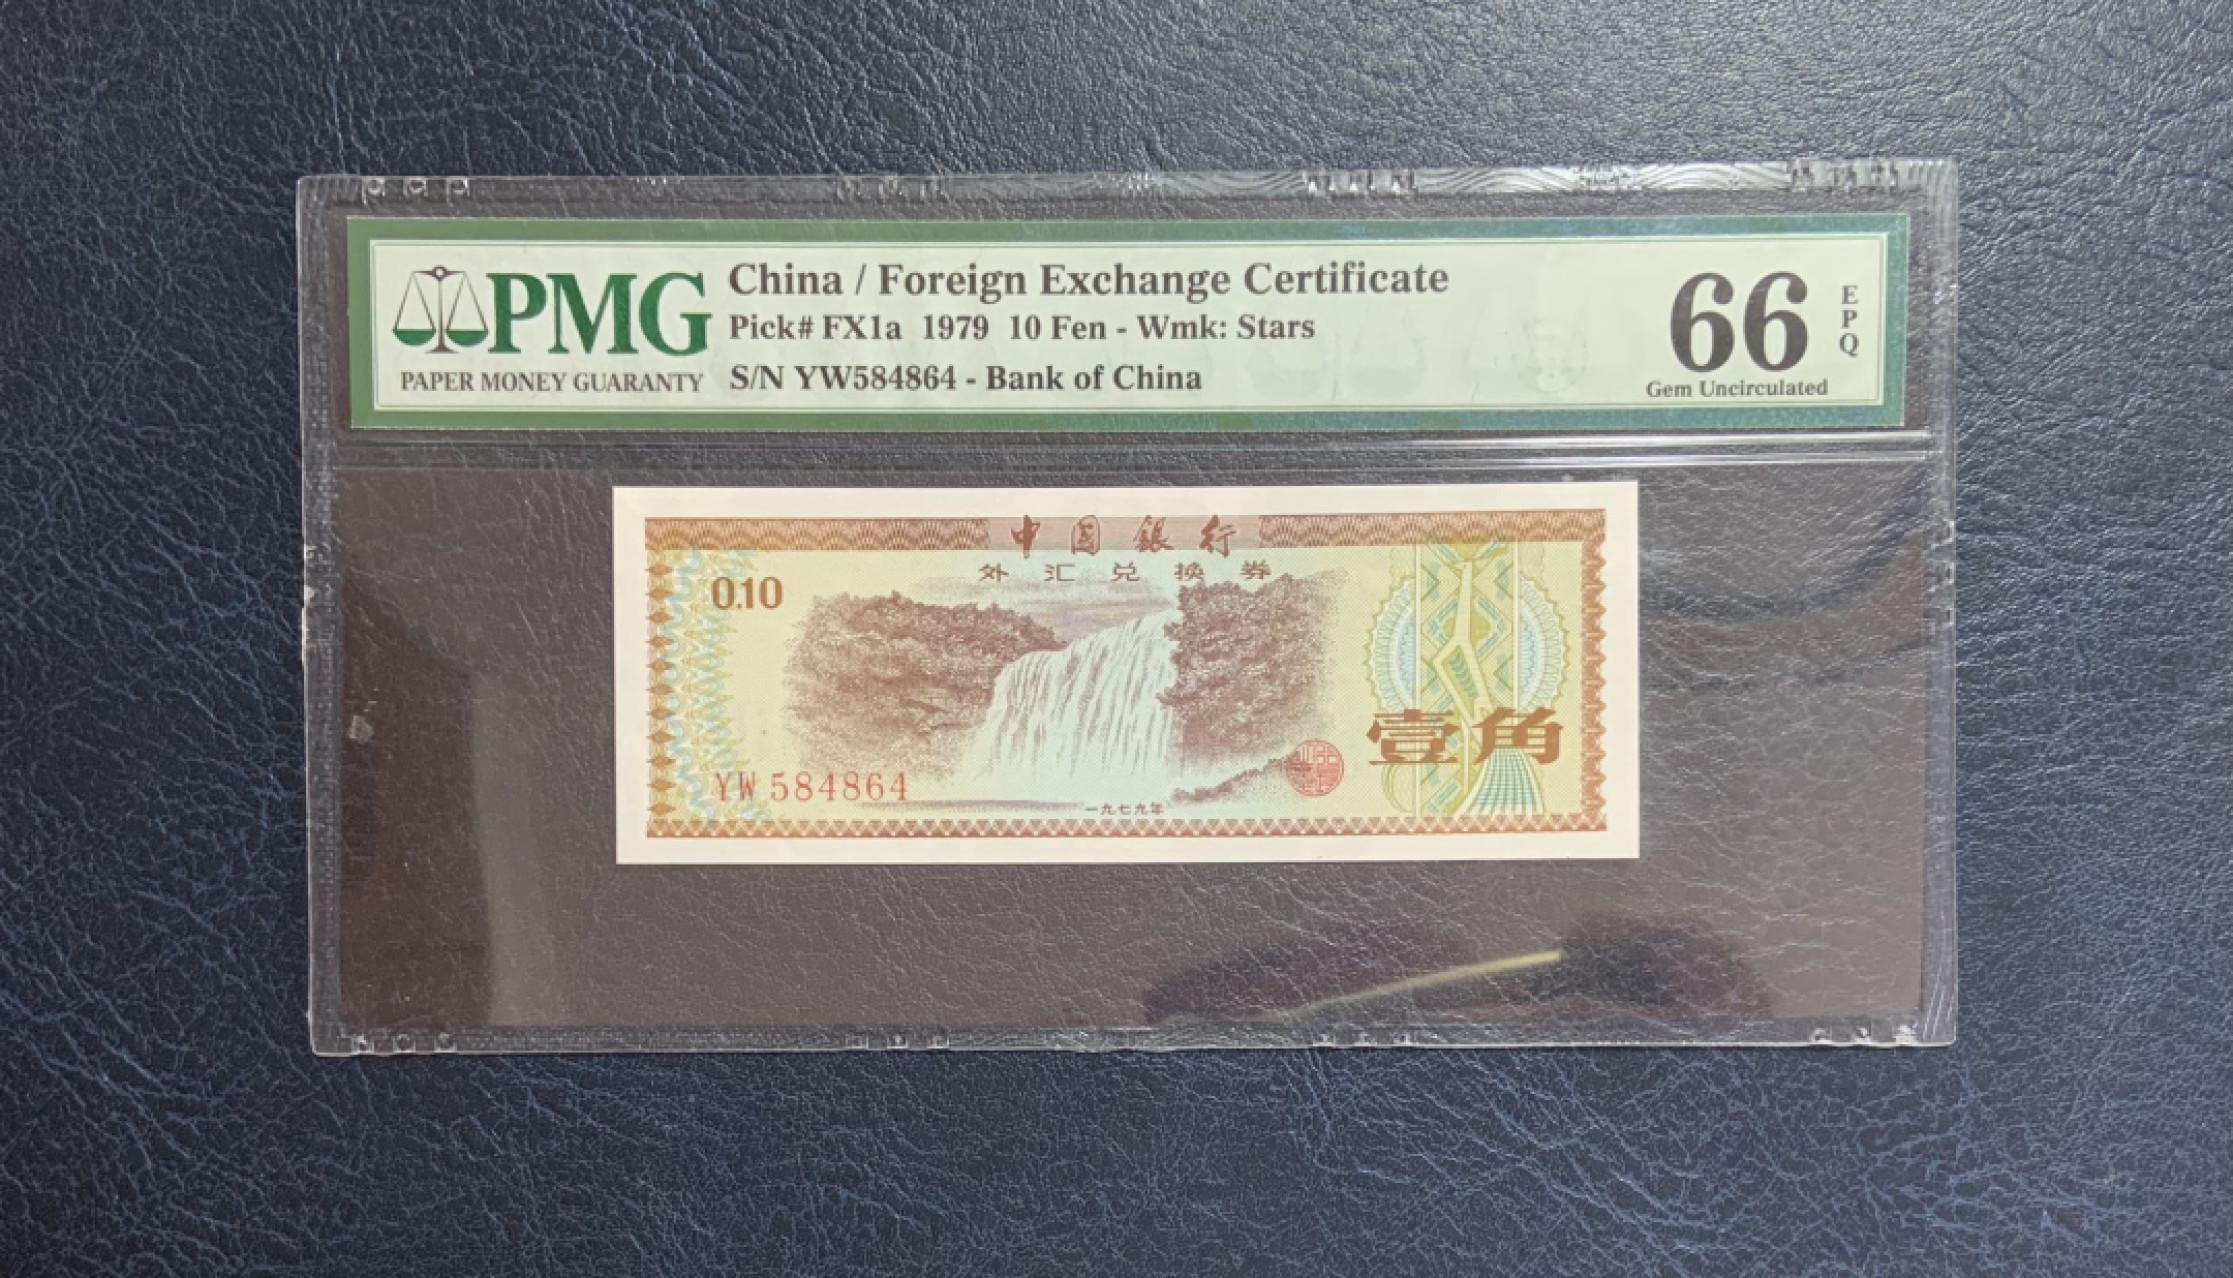 PMG
PAPER MONEY GUARANTY
China / Foreign Exchange Certificate
Pick# FX1a 1979 10 Fen - Wmk: Stars
S/N YW584864 - Bank of China
66
EPQ
Gem Uncirculated
中国銀行
外汇兑换券
0.10
壹角
YW 584864
一九七九年